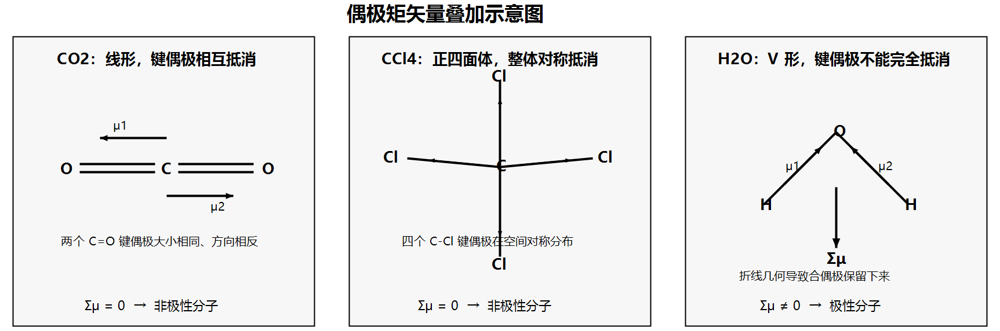 偶极矩矢量叠加示意图
CO2：线形，键偶极相互抵消
μ1
O C O
μ2
两个 C=O 键偶极大小相同、方向相反
Σμ = 0 → 非极性分子
CCl4：正四面体，整体对称抵消
Cl
Cl C Cl
四个 C-Cl 键偶极在空间对称分布
Cl
Σμ = 0 → 非极性分子
H2O：V 形，键偶极不能完全抵消
O
μ1 μ2
H H
Σμ
折线几何导致合偶极保留下来
Σμ ≠ 0 → 极性分子